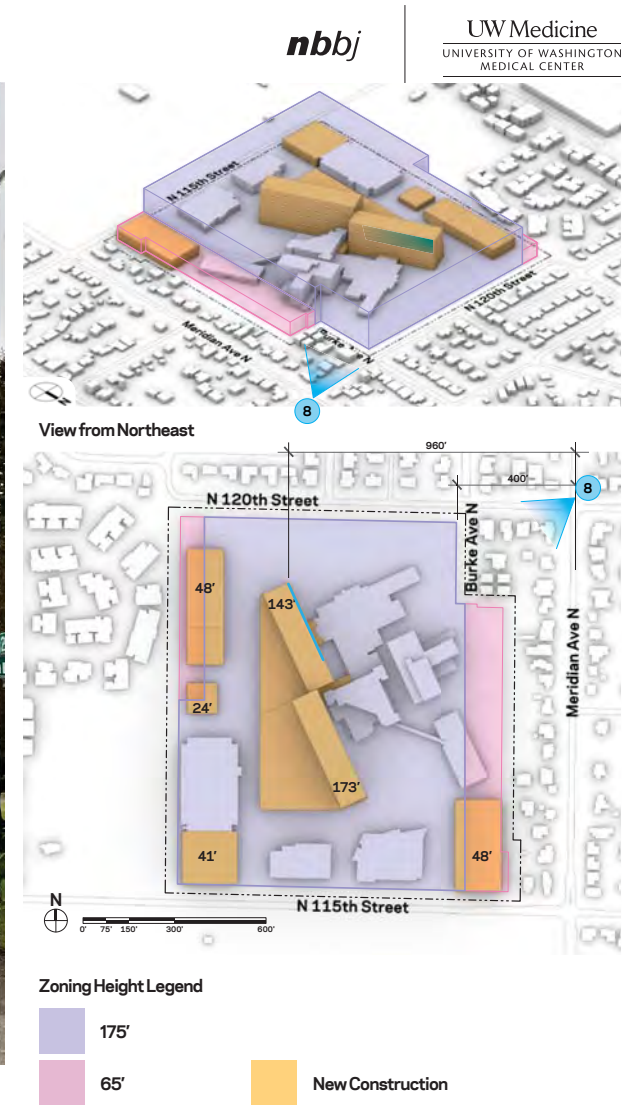 nbbj
UW Medicine
UNIVERSITY OF WASHINGTON
MEDICAL CENTER
N 115th Street
N 120th Street
Meridian Ave N
Burke Ave N
N
8
View from Northeast
960′
400′
8
N 120th Street
Burke Ave N
48′
143′
Meridian Ave N
24′
173′
41′
48′
N
N 115th Street
0′ 75′ 150′ 300′ 600′
Zoning Height Legend
175′
65′
New Construction